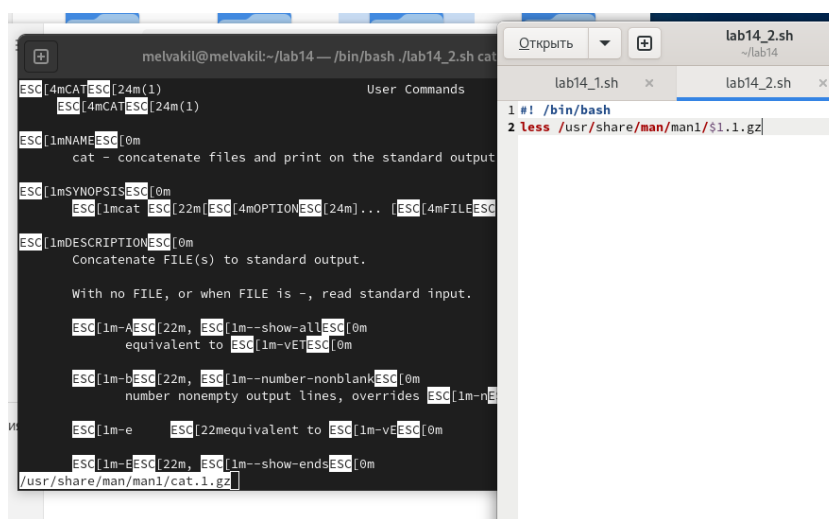 melvakil@melvakil:~/lab14 — /bin/bash ./lab14_2.sh cat
ESC[4mCATESC[24m(1) User Commands
ESC[4mCATESC[24m(1)
ESC[1mNAMEESC[0m
cat - concatenate files and print on the standard output
ESC[1mSYNOPSISESC[0m
ESC[1mcat ESC[22m[ESC[4mOPTIONESC[24m]... [ESC[4mFILEESC
ESC[1mDESCRIPTIONESC[0m
Concatenate FILE(s) to standard output.
With no FILE, or when FILE is -, read standard input.
ESC[1m-AESC[22m, ESC[1m--show-allESC[0m
equivalent to ESC[1m-vETESC[0m
ESC[1m-bESC[22m, ESC[1m--number-nonblankESC[0m
number nonempty output lines, overrides ESC[1m-nE
ESC[1m-e ESC[22mequivalent to ESC[1m-vEESC[0m
ESC[1m-EESC[22m, ESC[1m--show-endsESC[0m
/usr/share/man/man1/cat.1.gz
Открыть
lab14_2.sh
~/lab14
lab14_1.sh × lab14_2.sh ×
1 #! /bin/bash
2 less /usr/share/man/man1/$1.1.gz